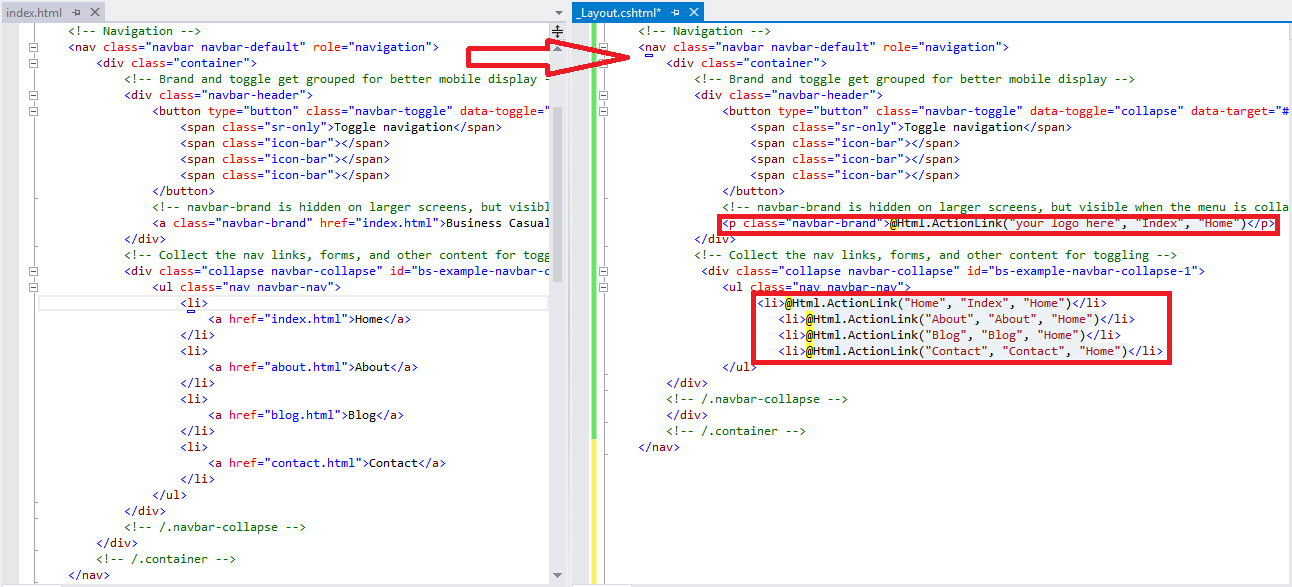 index.html
<!-- Navigation -->
<nav class="navbar navbar-default" role="navigation">
<div class="container">
<!-- Brand and toggle get grouped for better mobile display -
<div class="navbar-header">
<button type="button" class="navbar-toggle" data-toggle="
<span class="sr-only">Toggle navigation</span>
<span class="icon-bar"></span>
<span class="icon-bar"></span>
<span class="icon-bar"></span>
</button>
<!-- navbar-brand is hidden on larger screens, but visibl
<a class="navbar-brand" href="index.html">Business Casual
</div>
<!-- Collect the nav links, forms, and other content for togg
<div class="collapse navbar-collapse" id="bs-example-navbar-c
<ul class="nav navbar-nav">
<li>
<a href="index.html">Home</a>
</li>
<li>
<a href="about.html">About</a>
</li>
<li>
<a href="blog.html">Blog</a>
</li>
<li>
<a href="contact.html">Contact</a>
</li>
</ul>
</div>
<!-- /.navbar-collapse -->
</div>
<!-- /.container -->
</nav>
_Layout.cshtml*
<!-- Navigation -->
<nav class="navbar navbar-default" role="navigation">
<div class="container">
<!-- Brand and toggle get grouped for better mobile display -->
<div class="navbar-header">
<button type="button" class="navbar-toggle" data-toggle="collapse" data-target="#
<span class="sr-only">Toggle navigation</span>
<span class="icon-bar"></span>
<span class="icon-bar"></span>
<span class="icon-bar"></span>
</button>
<!-- navbar-brand is hidden on larger screens, but visible when the menu is colla
<p class="navbar-brand">@Html.ActionLink("your logo here", "Index", "Home")</p>
</div>
<!-- Collect the nav links, forms, and other content for toggling -->
<div class="collapse navbar-collapse" id="bs-example-navbar-collapse-1">
<ul class="nav navbar-nav">
<li>@Html.ActionLink("Home", "Index", "Home")</li>
<li>@Html.ActionLink("About", "About", "Home")</li>
<li>@Html.ActionLink("Blog", "Blog", "Home")</li>
<li>@Html.ActionLink("Contact", "Contact", "Home")</li>
</ul>
</div>
<!-- /.navbar-collapse -->
</div>
<!-- /.container -->
</nav>